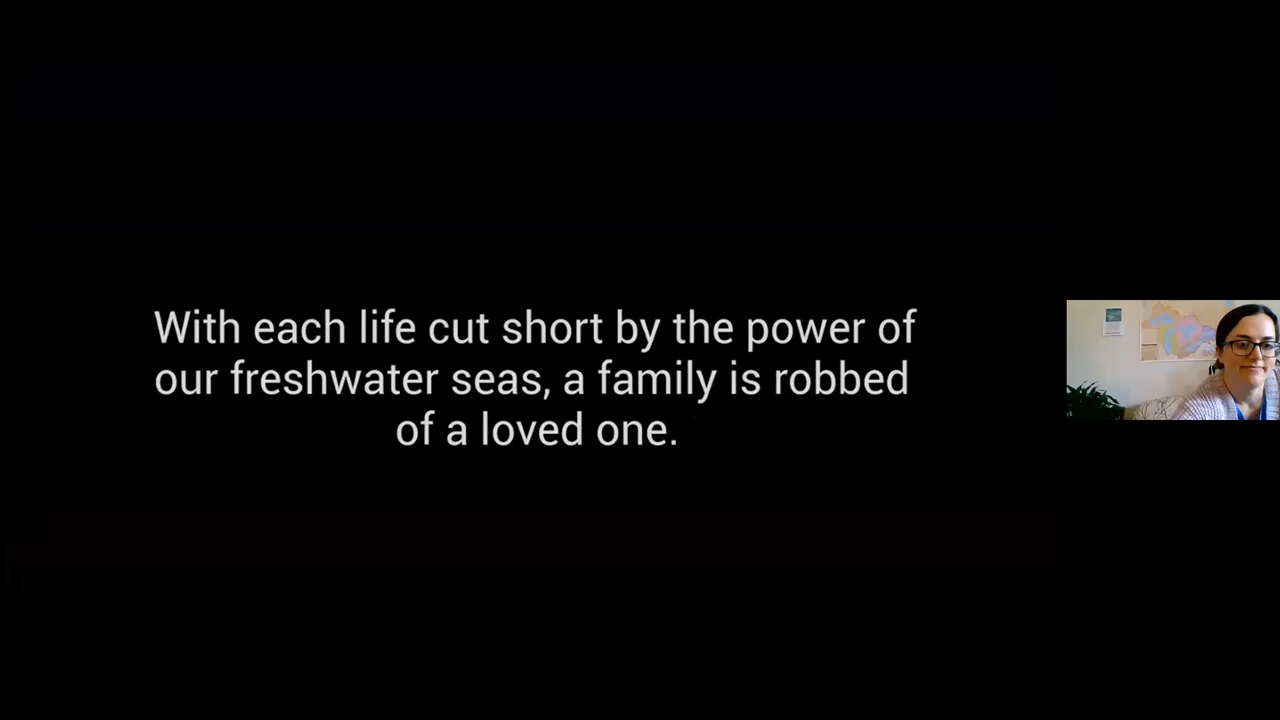 With each life cut short by the power of
our freshwater seas, a family is robbed
of a loved one.